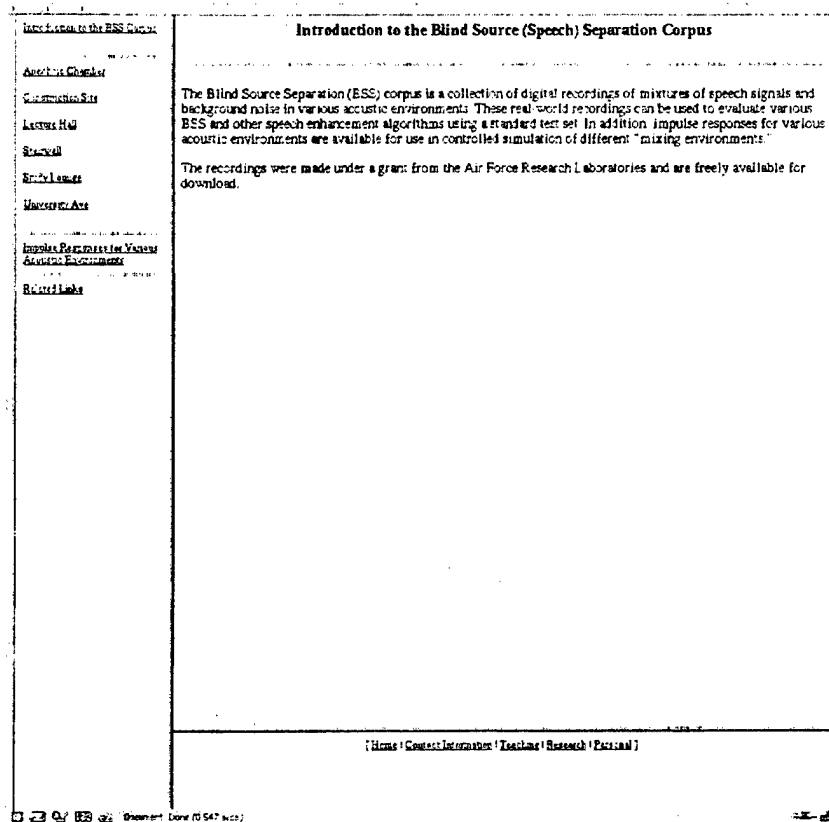 Introduction to the BSS Corpus
Anechoic Chamber
Construction Site
Lecture Hall
Stairwell
Study Lounge
University Ave
Impulse Responses for Various
Acoustic Environments
Related Links
Introduction to the Blind Source (Speech) Separation Corpus
The Blind Source Separation (BSS) corpus is a collection of digital recordings of mixtures of speech signals and
background noise in various acoustic environments. These real-world recordings can be used to evaluate various
BSS and other speech enhancement algorithms using a standard test set. In addition, impulse responses for various
acoustic environments are available for use in controlled simulation of different "mixing environments."
The recordings were made under a grant from the Air Force Research Laboratories and are freely available for
download.
[ Home | Contact Information | Teaching | Research | Personal ]
Document: Done (0.547 secs)